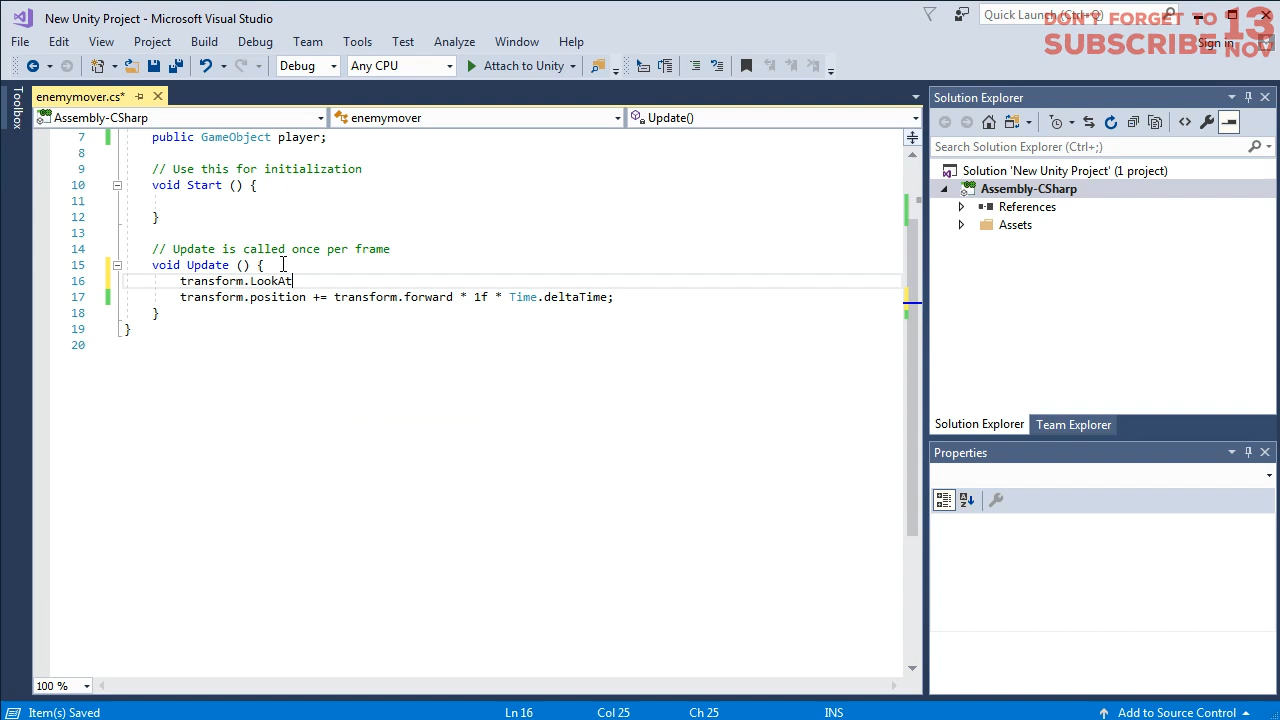 New Unity Project - Microsoft Visual Studio
Quick Launch (Ctrl+Q)
DON'T FORGET TO 13
SUBSCRIBE NOW
File Edit View Project Build Debug Team Tools Test Analyze Window Help
Sign in
Debug Any CPU Attach to Unity
Toolbox
enemymover.cs*
Assembly-CSharp enemymover Update()
7 public GameObject player;
8
9 // Use this for initialization
10 void Start () {
11
12 }
13
14 // Update is called once per frame
15 void Update () {
16 transform.LookAt
17 transform.position += transform.forward * 1f * Time.deltaTime;
18 }
19 }
20
100 %
Solution Explorer
Search Solution Explorer (Ctrl+;)
Solution 'New Unity Project' (1 project)
Assembly-CSharp
References
Assets
Solution Explorer Team Explorer
Properties
Item(s) Saved Ln 16 Col 25 Ch 25 INS Add to Source Control